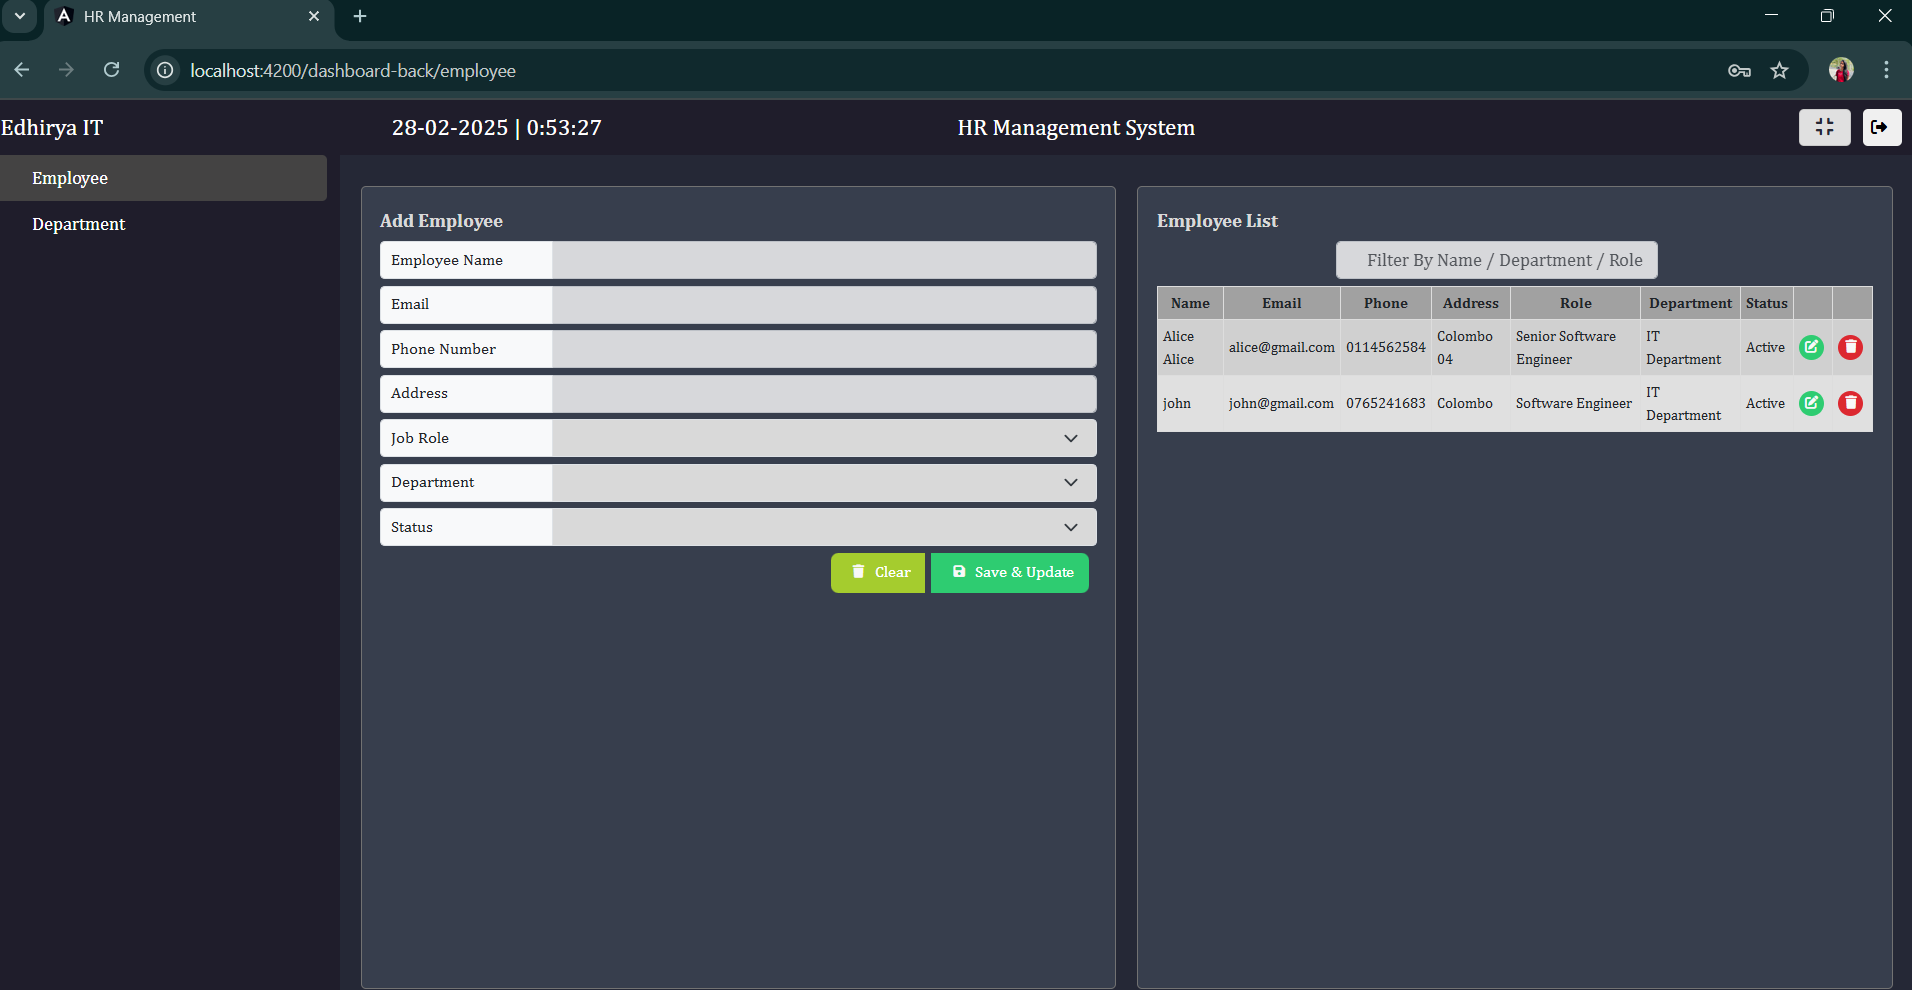 HR Management
localhost:4200/dashboard-back/employee
Edhirya IT
28-02-2025 | 0:53:27
HR Management System
Employee
Department
Add Employee
Employee Name
Email
Phone Number
Address
Job Role
Department
Status
Clear
Save & Update
Employee List
Filter By Name / Department / Role
Name Email Phone Address Role Department Status
Alice Alice alice@gmail.com 0114562584 Colombo 04 Senior Software Engineer IT Department Active
john john@gmail.com 0765241683 Colombo Software Engineer IT Department Active